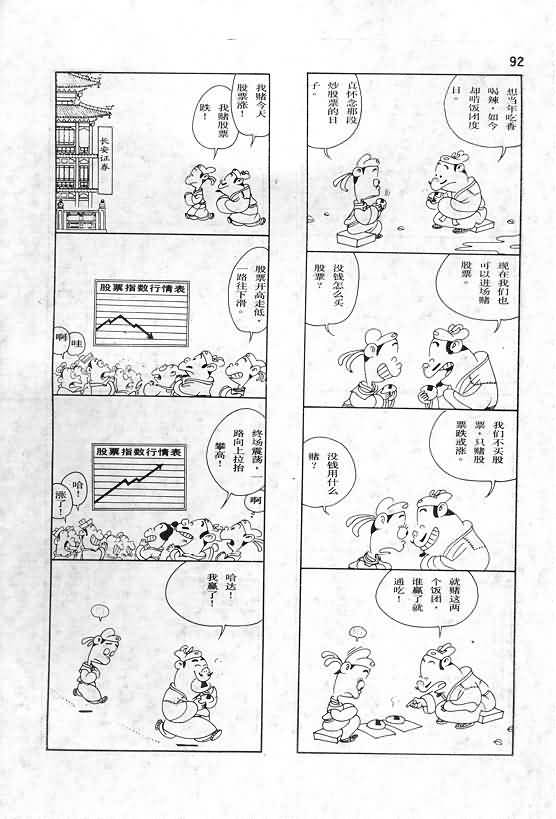 92
想当年吃香
喝辣，如今
却啃饭团度
日。
真怀念那段
炒股票的日
子。
现在我们也
可以进场赌
股票。
没钱怎么买
股票？
我们不买股
票，只赌股
票跌或涨。
没钱用什么
赌？
就赌这两
个饭团，
谁赢了就
通吃！
我赌今天
股票涨！
我赌股票
跌！
长安证券
股票开高走低，
一路往下滑。
股票指数行情表
哇
啊
终场震荡，
一路向上拉抬
攀高！
股票指数行情表
啊
哈！
涨了！
哈达！
我赢了！